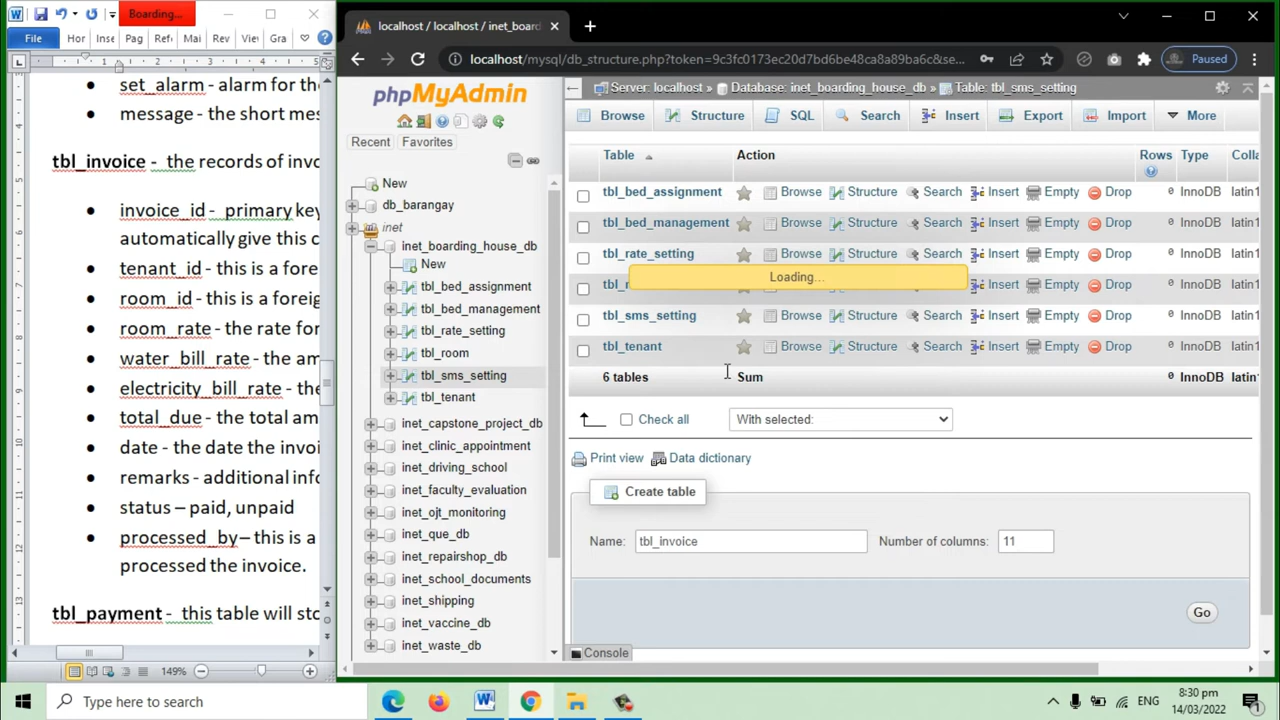 Boarding...
File Hor Inse Pag Refe Mai Rev Viev Gra
1 2 3 4 5
set_alarm - alarm for the
message - the short mes
tbl_invoice - the records of invo
invoice_id - primary key
automatically give this c
tenant_id - this is a fore
room_id - this is a foreig
room_rate - the rate for
water_bill_rate - the am
electricity_bill_rate - the
total_due - the total am
date – the date the invoi
remarks - additional info
status – paid, unpaid
processed_by– this is a
processed the invoice.
tbl_payment - this table will sto
149%
localhost / localhost / inet_board
localhost/mysql/db_structure.php?token=9c3fc0173ec20d7bd6be48ca8a89ba6c&se...
Paused
phpMyAdmin
Recent Favorites
New
db_barangay
inet
inet_boarding_house_db
New
tbl_bed_assignment
tbl_bed_management
tbl_rate_setting
tbl_room
tbl_sms_setting
tbl_tenant
inet_capstone_project_db
inet_clinic_appointment
inet_driving_school
inet_faculty_evaluation
inet_ojt_monitoring
inet_que_db
inet_repairshop_db
inet_school_documents
inet_shipping
inet_vaccine_db
inet_waste_db
Server: localhost » Database: inet_boarding_house_db » Table: tbl_sms_setting
Browse Structure SQL Search Insert Export Import More
Table Action Rows Type Colla
tbl_bed_assignment Browse Structure Search Insert Empty Drop 0 InnoDB latin1
tbl_bed_management Browse Structure Search Insert Empty Drop 0 InnoDB latin1
tbl_rate_setting Browse Structure Search Insert Empty Drop 0 InnoDB latin1
Loading...
tbl_r Insert Empty Drop 0 InnoDB latin1
tbl_sms_setting Browse Structure Search Insert Empty Drop 0 InnoDB latin1
tbl_tenant Browse Structure Search Insert Empty Drop 0 InnoDB latin1
6 tables Sum 0 InnoDB latin1
Check all With selected:
Print view Data dictionary
Create table
Name: tbl_invoice Number of columns: 11
Go
Console
Type here to search
ENG
8:30 pm
14/03/2022